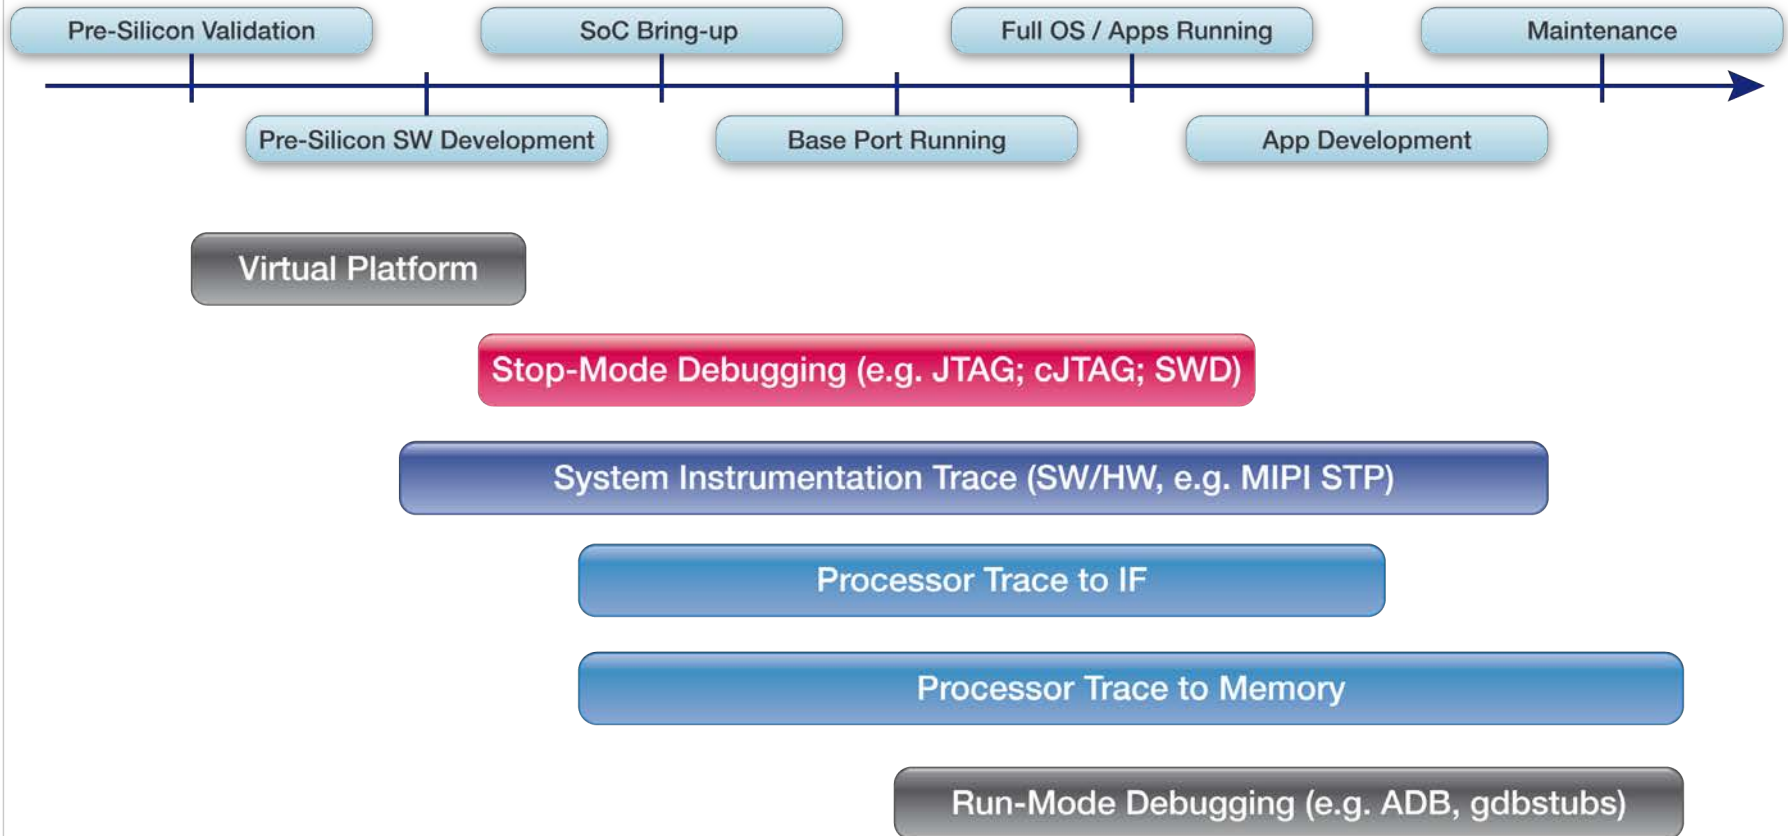 Pre-Silicon Validation
SoC Bring-up
Full OS / Apps Running
Maintenance
Pre-Silicon SW Development
Base Port Running
App Development
Virtual Platform
Stop-Mode Debugging (e.g. JTAG; cJTAG; SWD)
System Instrumentation Trace (SW/HW, e.g. MIPI STP)
Processor Trace to IF
Processor Trace to Memory
Run-Mode Debugging (e.g. ADB, gdbstubs)